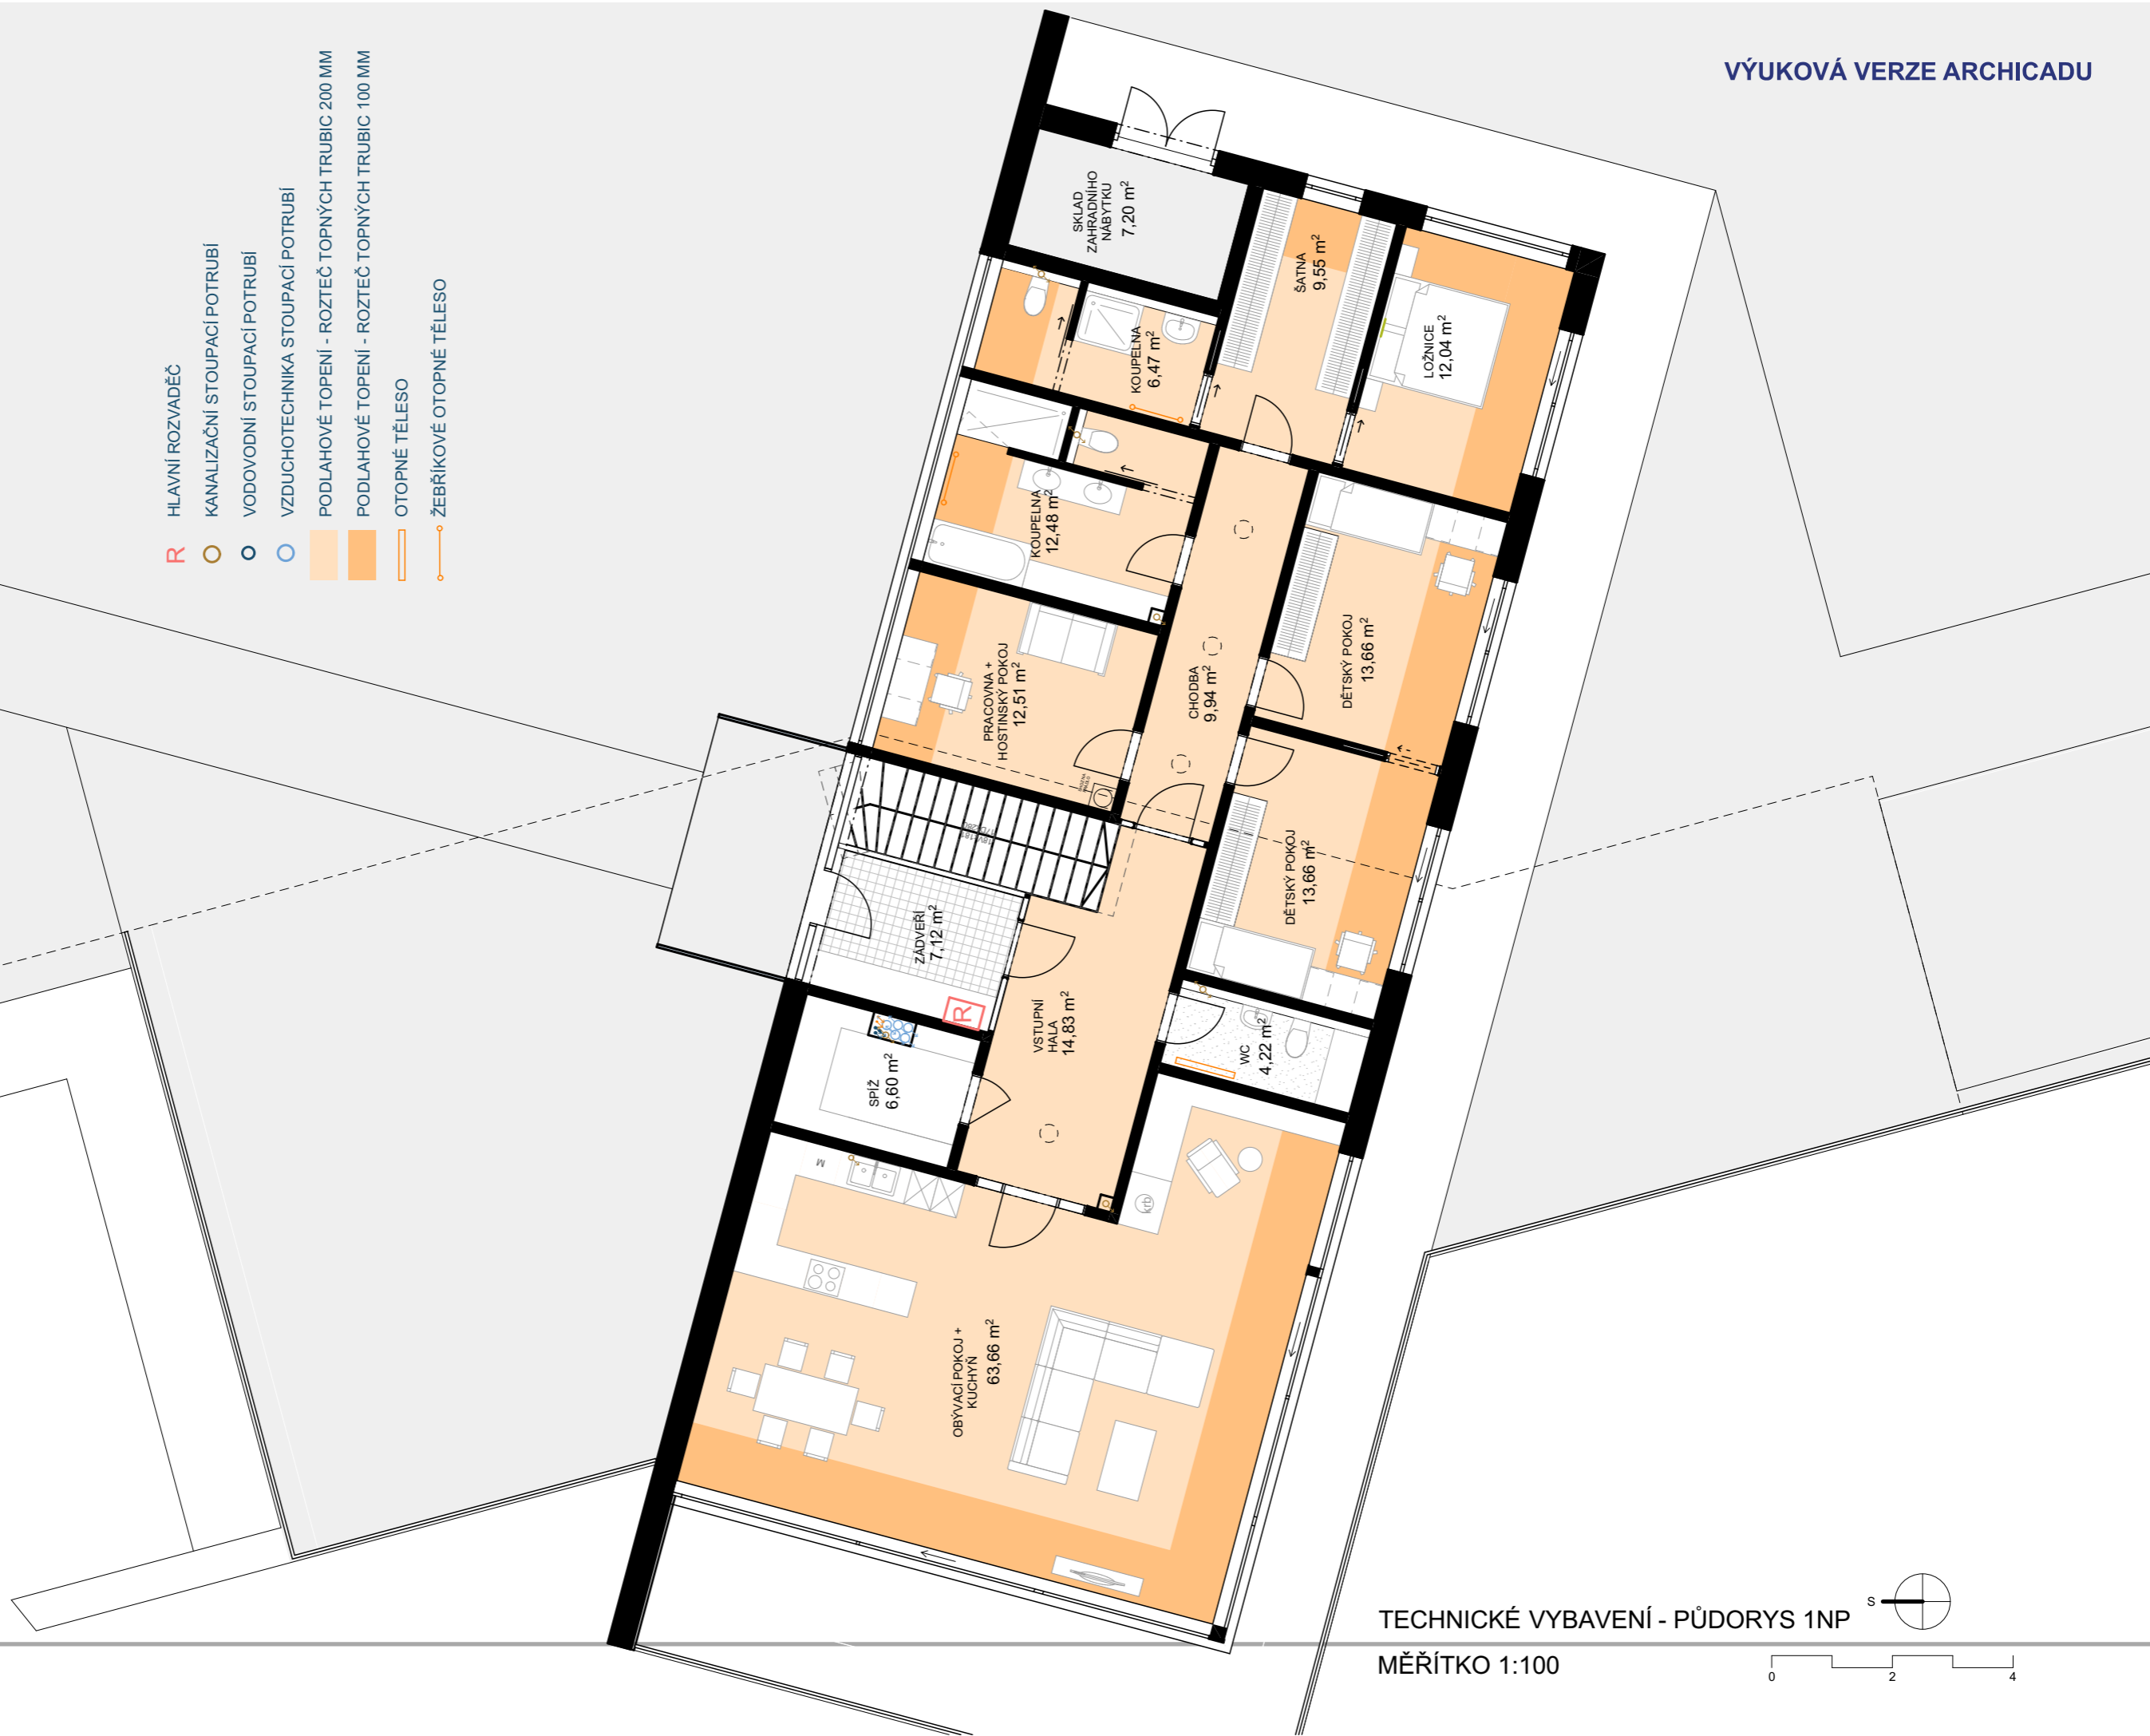 VÝUKOVÁ VERZE ARCHICADU
R HLAVNÍ ROZVADĚČ
KANALIZAČNÍ STOUPACÍ POTRUBÍ
VODOVODNÍ STOUPACÍ POTRUBÍ
VZDUCHOTECHNIKA STOUPACÍ POTRUBÍ
PODLAHOVÉ TOPENÍ - ROZTEČ TOPNÝCH TRUBIC 200 MM
PODLAHOVÉ TOPENÍ - ROZTEČ TOPNÝCH TRUBIC 100 MM
OTOPNÉ TĚLESO
ŽEBŘÍKOVÉ OTOPNÉ TĚLESO
SKLAD
ZAHRADNÍHO
NÁBYTKU
7,20 m²
ŠATNA
9,55 m²
LOŽNICE
12,04 m²
KOUPELNA
6,47 m²
KOUPELNA
12,48 m²
PRACOVNA +
HOSTINSKÝ POKOJ
12,51 m²
CHODBA
9,94 m²
DĚTSKÝ POKOJ
13,66 m²
DĚTSKÝ POKOJ
13,66 m²
ZÁDVEŘÍ
7,12 m²
R
VSTUPNÍ
HALA
14,83 m²
WC
4,22 m²
SPÍŽ
6,60 m²
M
krb
OBÝVACÍ POKOJ +
KUCHYŇ
63,66 m²
TECHNICKÉ VYBAVENÍ - PŮDORYS 1NP
S
MĚŘÍTKO 1:100
0 2 4